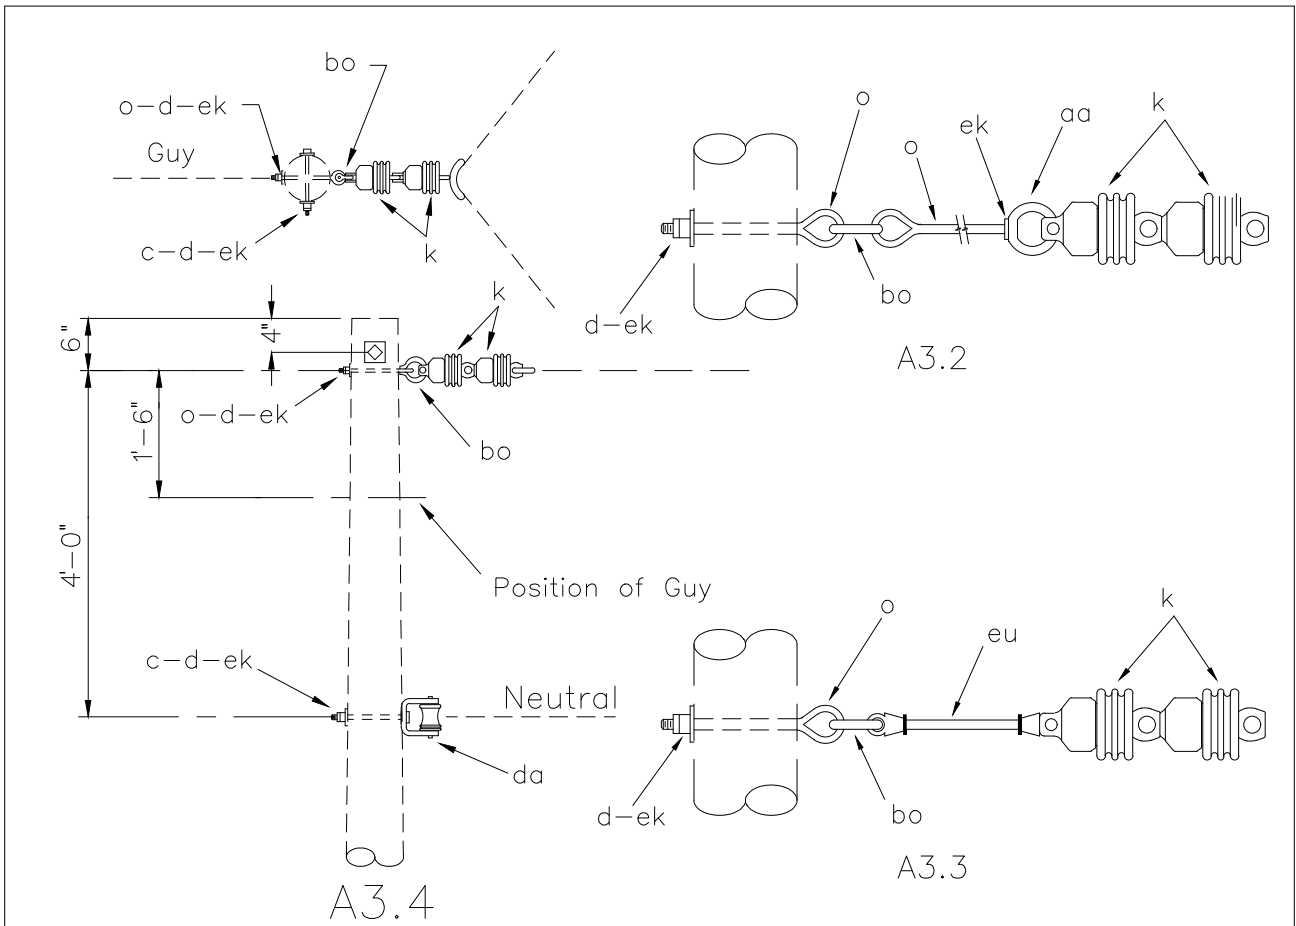 bo
o-d-ek
Guy
c-d-ek
k
k
6"
4"
o-d-ek
bo
1'-6"
4'-0"
Position of Guy
c-d-ek
Neutral
da
A3.4
o
o
ek
aa
k
d-ek
bo
A3.2
o
eu
k
d-ek
bo
A3.3